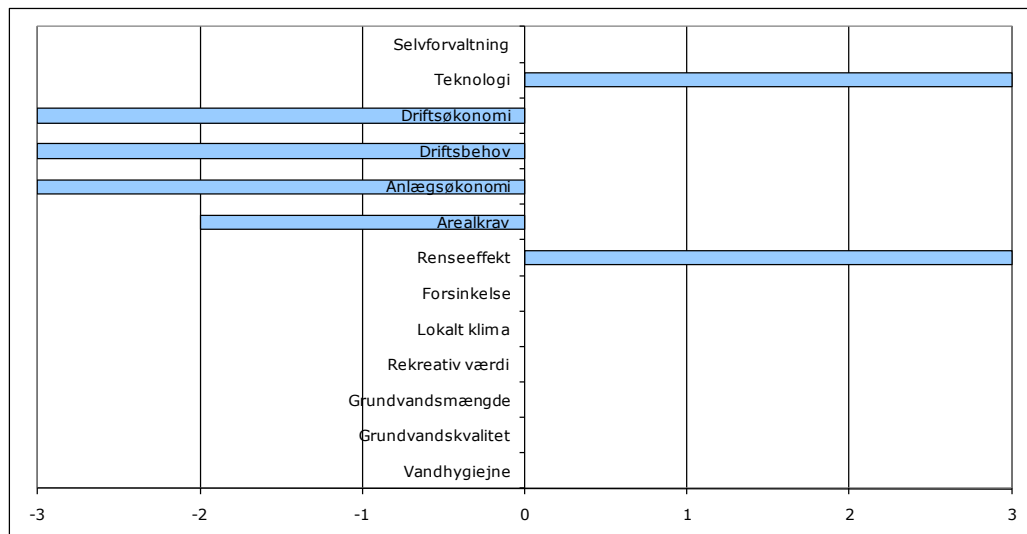 Selvforvaltning
Teknologi
Driftsøkonomi
Driftsbehov
Anlægsøkonomi
Arealkrav
Renseeffekt
Forsinkelse
Lokalt klima
Rekreativ værdi
Grundvandsmængde
Grundvandskvalitet
Vandhygiejne
-3 -2 -1 0 1 2 3